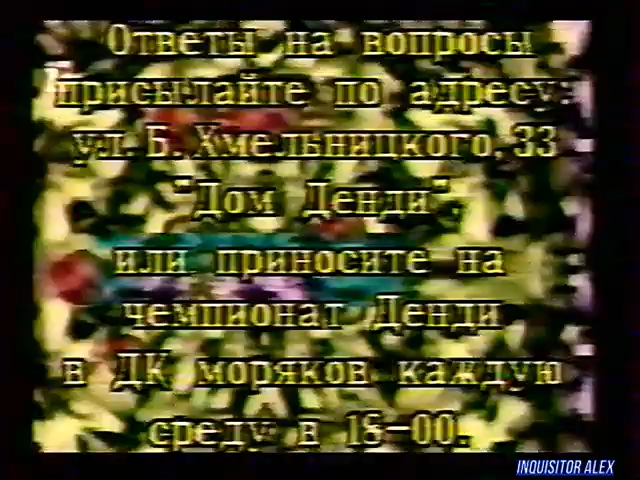 Ответы на вопросы
присылайте по адресу:
ул. Б. Хмельницкого, 33
"Дом Денди",
или приносите на
чемпионат Денди
в ДК моряков каждую
среду в 18-00.
INQUISITOR ALEX